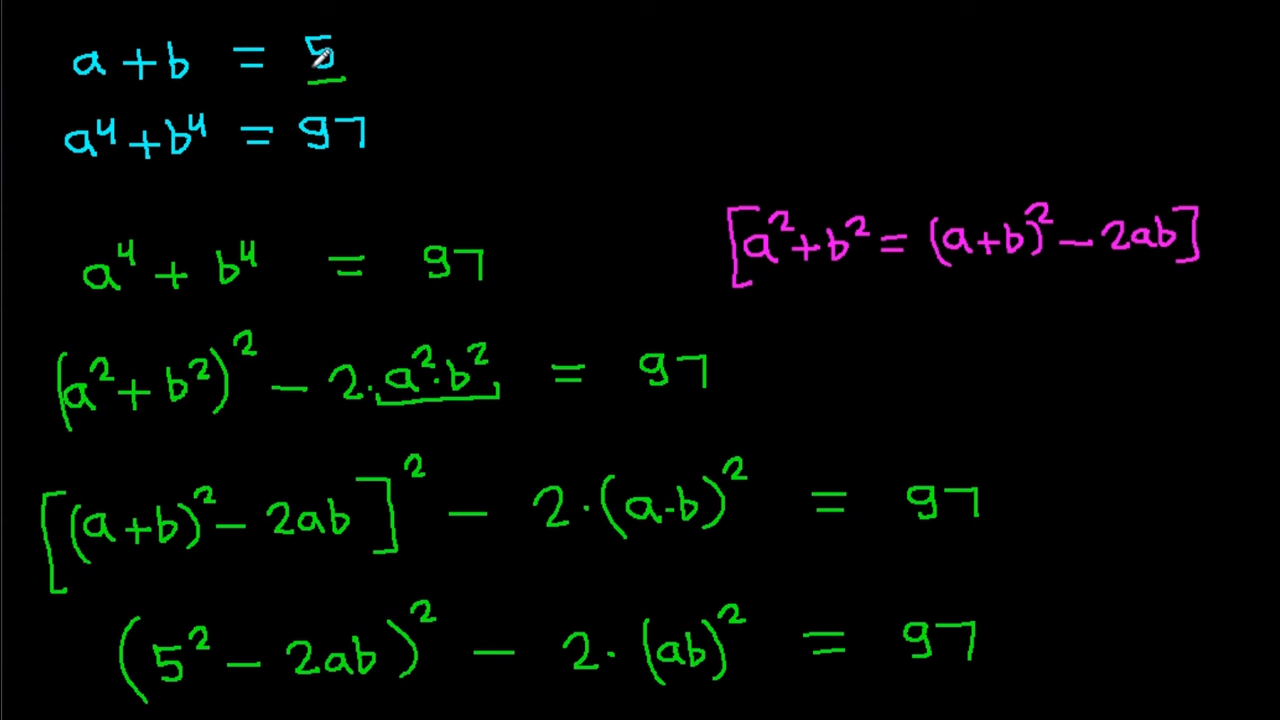 a + b = 5
a⁴ + b⁴ = 97
a⁴ + b⁴ = 97
[a² + b² = (a+b)² − 2ab]
(a² + b²)² − 2·a²·b² = 97
[(a+b)² − 2ab]² − 2·(a·b)² = 97
(5² − 2ab)² − 2·(ab)² = 97